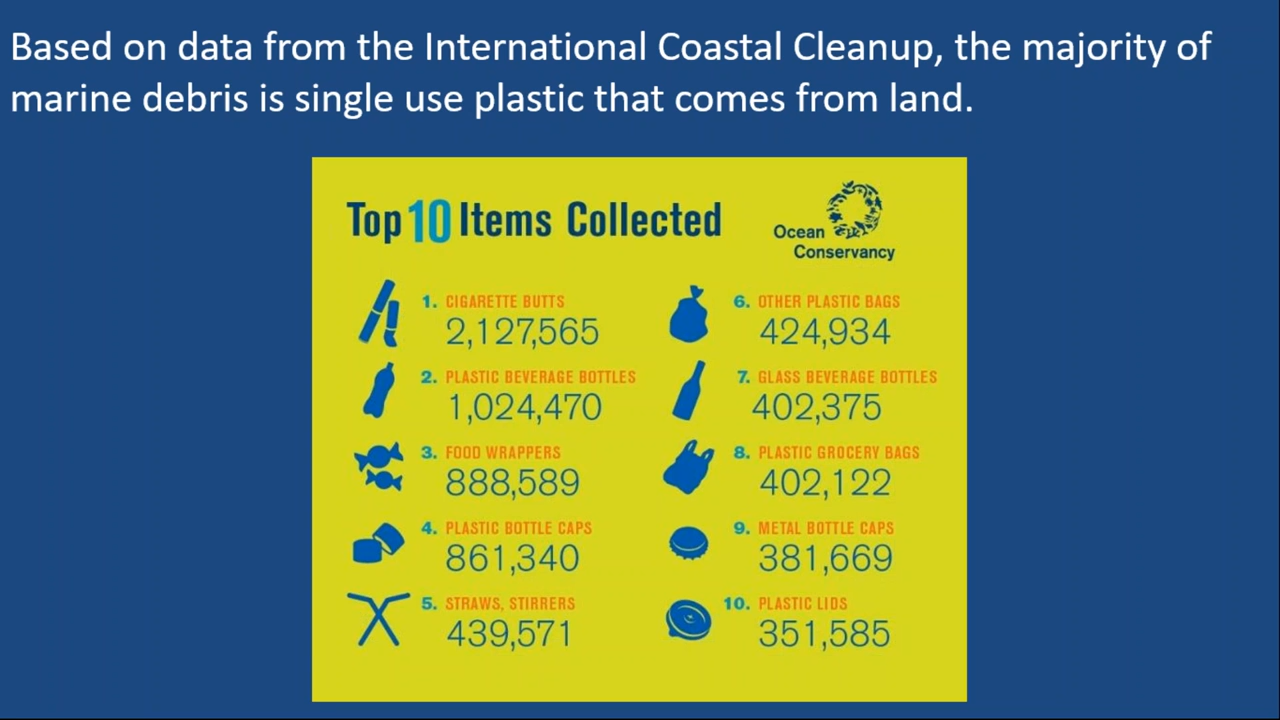 Based on data from the International Coastal Cleanup, the majority of
marine debris is single use plastic that comes from land.
Top 10 Items Collected
Ocean
Conservancy
1. CIGARETTE BUTTS
2,127,565
2. PLASTIC BEVERAGE BOTTLES
1,024,470
3. FOOD WRAPPERS
888,589
4. PLASTIC BOTTLE CAPS
861,340
5. STRAWS, STIRRERS
439,571
6. OTHER PLASTIC BAGS
424,934
7. GLASS BEVERAGE BOTTLES
402,375
8. PLASTIC GROCERY BAGS
402,122
9. METAL BOTTLE CAPS
381,669
10. PLASTIC LIDS
351,585